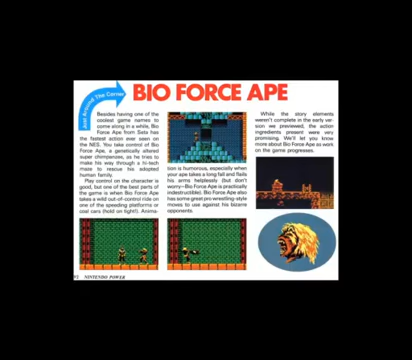 Just Around The Corner
BIO FORCE APE
Besides having one of the
coolest game names to
come along in a while, Bio
Force Ape from Seta has
the fastest action ever seen on
the NES. You take control of Bio
Force Ape, a genetically altered
super chimpanzee, as he tries to
make his way through a hi-tech
maze to rescue his adopted
human family.
Play control on the character is
good, but one of the best parts of
the game is when Bio Force Ape
takes a wild out-of-control ride on
one of the speeding platforms or
coal cars (hold on tight!). Anima-
tion is humorous, especially when
your ape takes a long fall and flails
his arms helplessly (but don't
worry—Bio Force Ape is practically
indestructible). Bio Force Ape also
has some great pro wrestling-style
moves to use against his bizarre
opponents.
While the story elements
weren't complete in the early ver-
sion we previewed, the action
ingredients present were very
promising. We'll let you know
more about Bio Force Ape as work
on the game progresses.
NINTENDO POWER